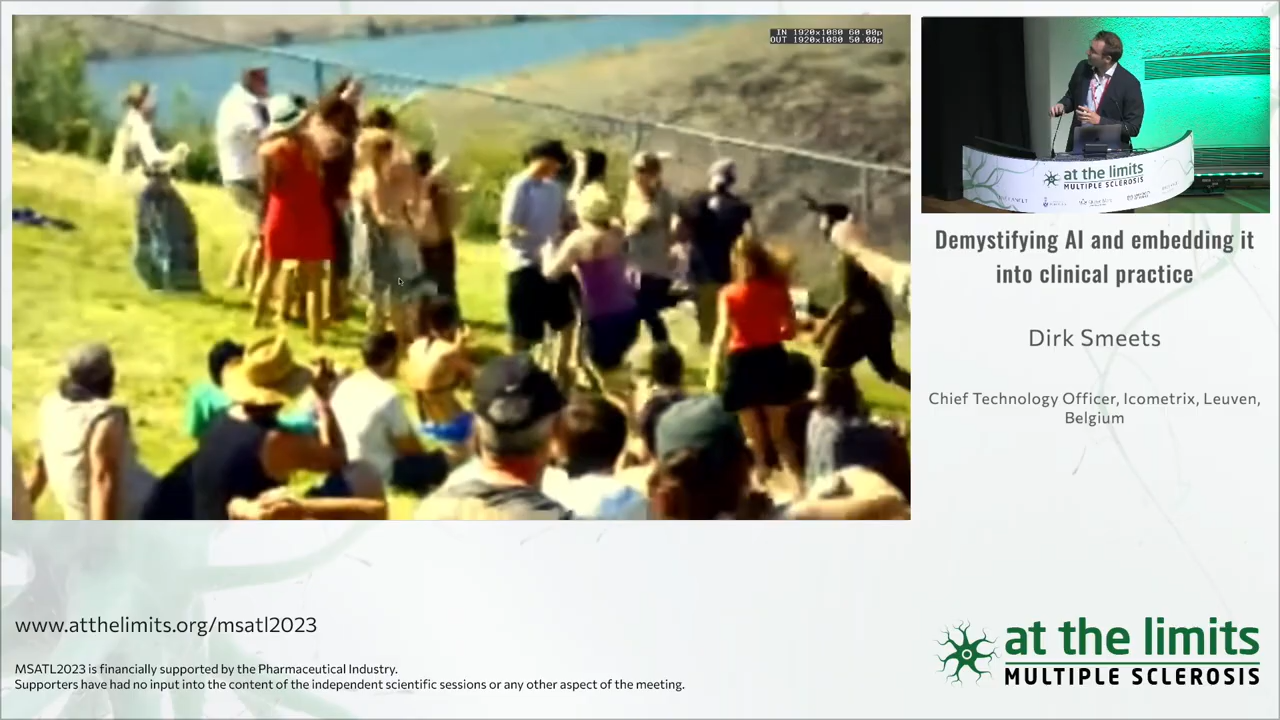 IN 1920x1080 60.00p
OUT 1920x1080 50.00p
at the limits
MULTIPLE SCLEROSIS
Demystifying AI and embedding it
into clinical practice
Dirk Smeets
Chief Technology Officer, Icometrix, Leuven,
Belgium
www.atthelimits.org/msatl2023
MSATL2023 is financially supported by the Pharmaceutical Industry.
Supporters have had no input into the content of the independent scientific sessions or any other aspect of the meeting.
at the limits
MULTIPLE SCLEROSIS